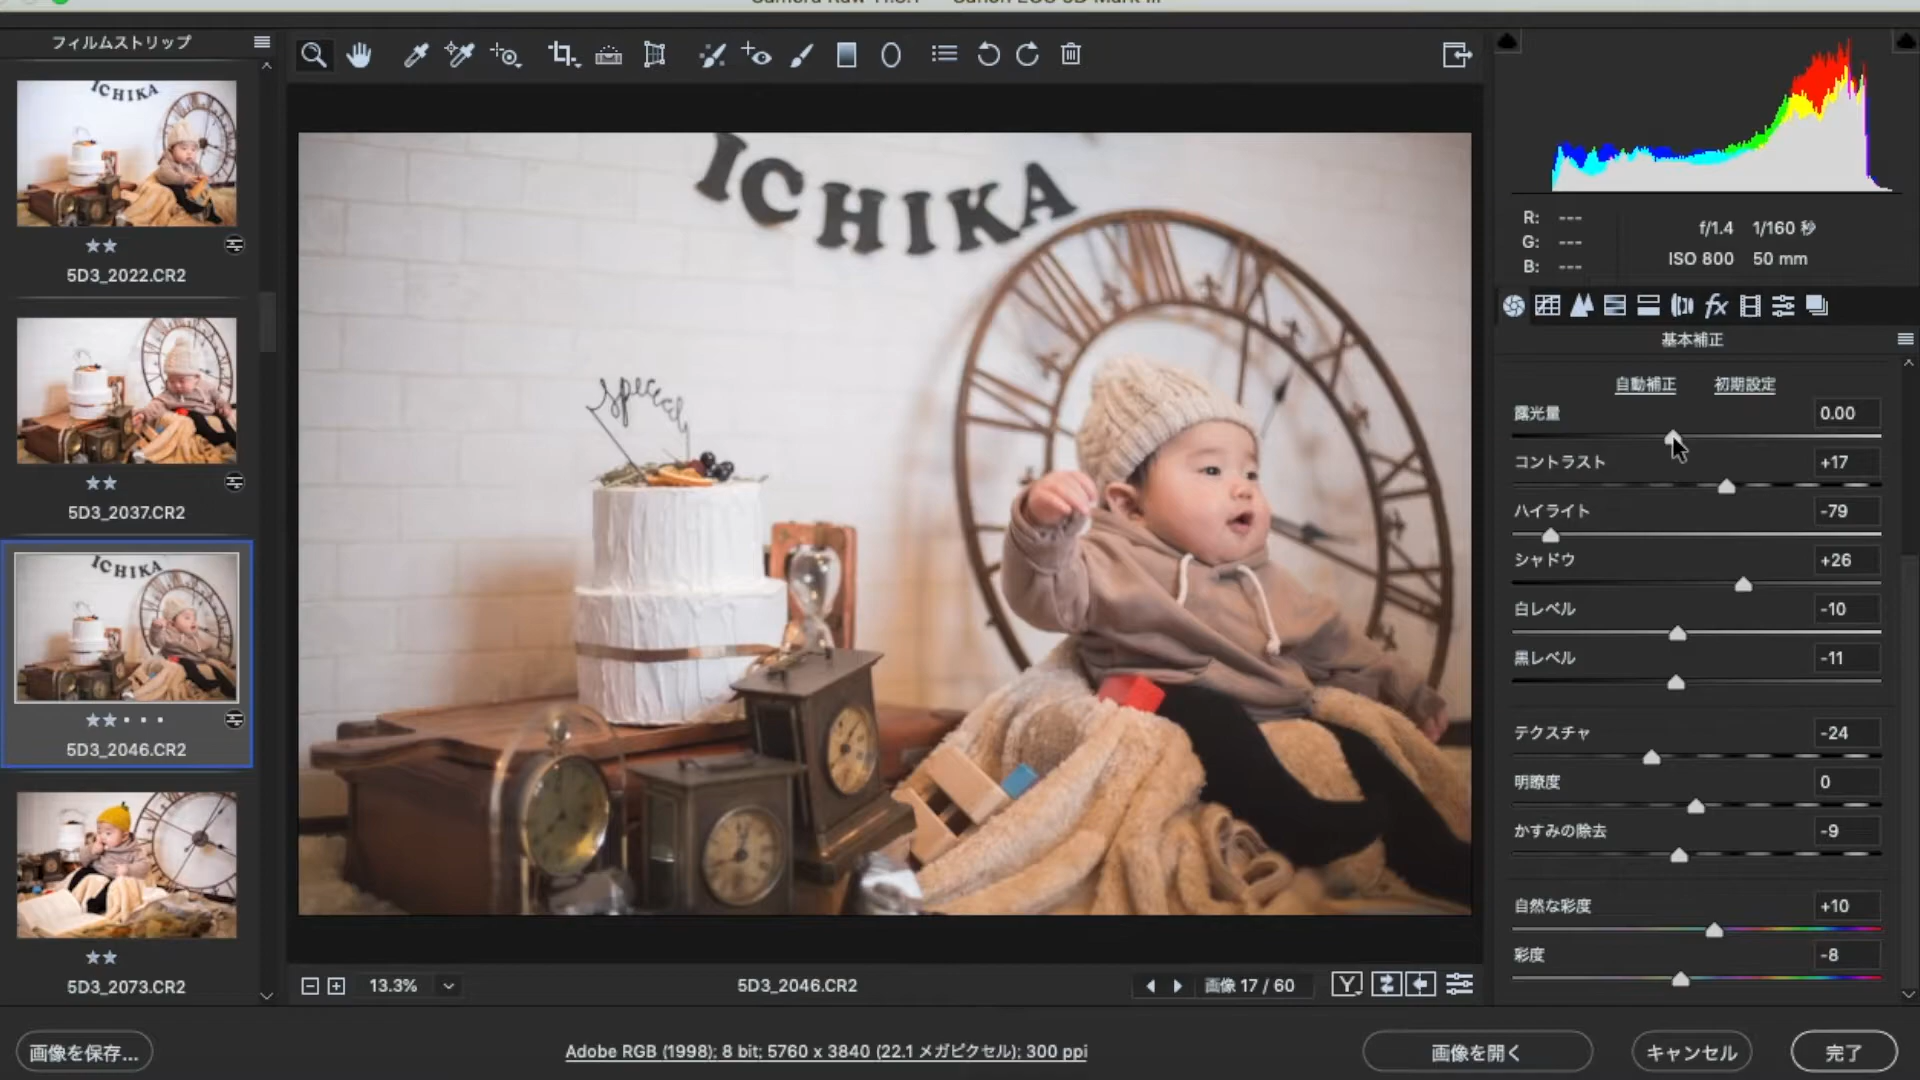 フィルムストリップ
ICHIKA
★★
5D3_2022.CR2
★★
5D3_2037.CR2
ICHIKA
★★・・・
5D3_2046.CR2
★★
5D3_2073.CR2
ICHIKA
special
R: ---
G: ---
B: ---
f/1.4 1/160 秒
ISO 800 50 mm
fx
基本補正
自動補正 初期設定
露光量 0.00
コントラスト +17
ハイライト -79
シャドウ +26
白レベル -10
黒レベル -11
テクスチャ -24
明瞭度 0
かすみの除去 -9
自然な彩度 +10
彩度 -8
13.3%
5D3_2046.CR2
画像 17 / 60
Y
画像を保存...
Adobe RGB (1998); 8 bit; 5760 x 3840 (22.1 メガピクセル); 300 ppi
画像を開く
キャンセル
完了